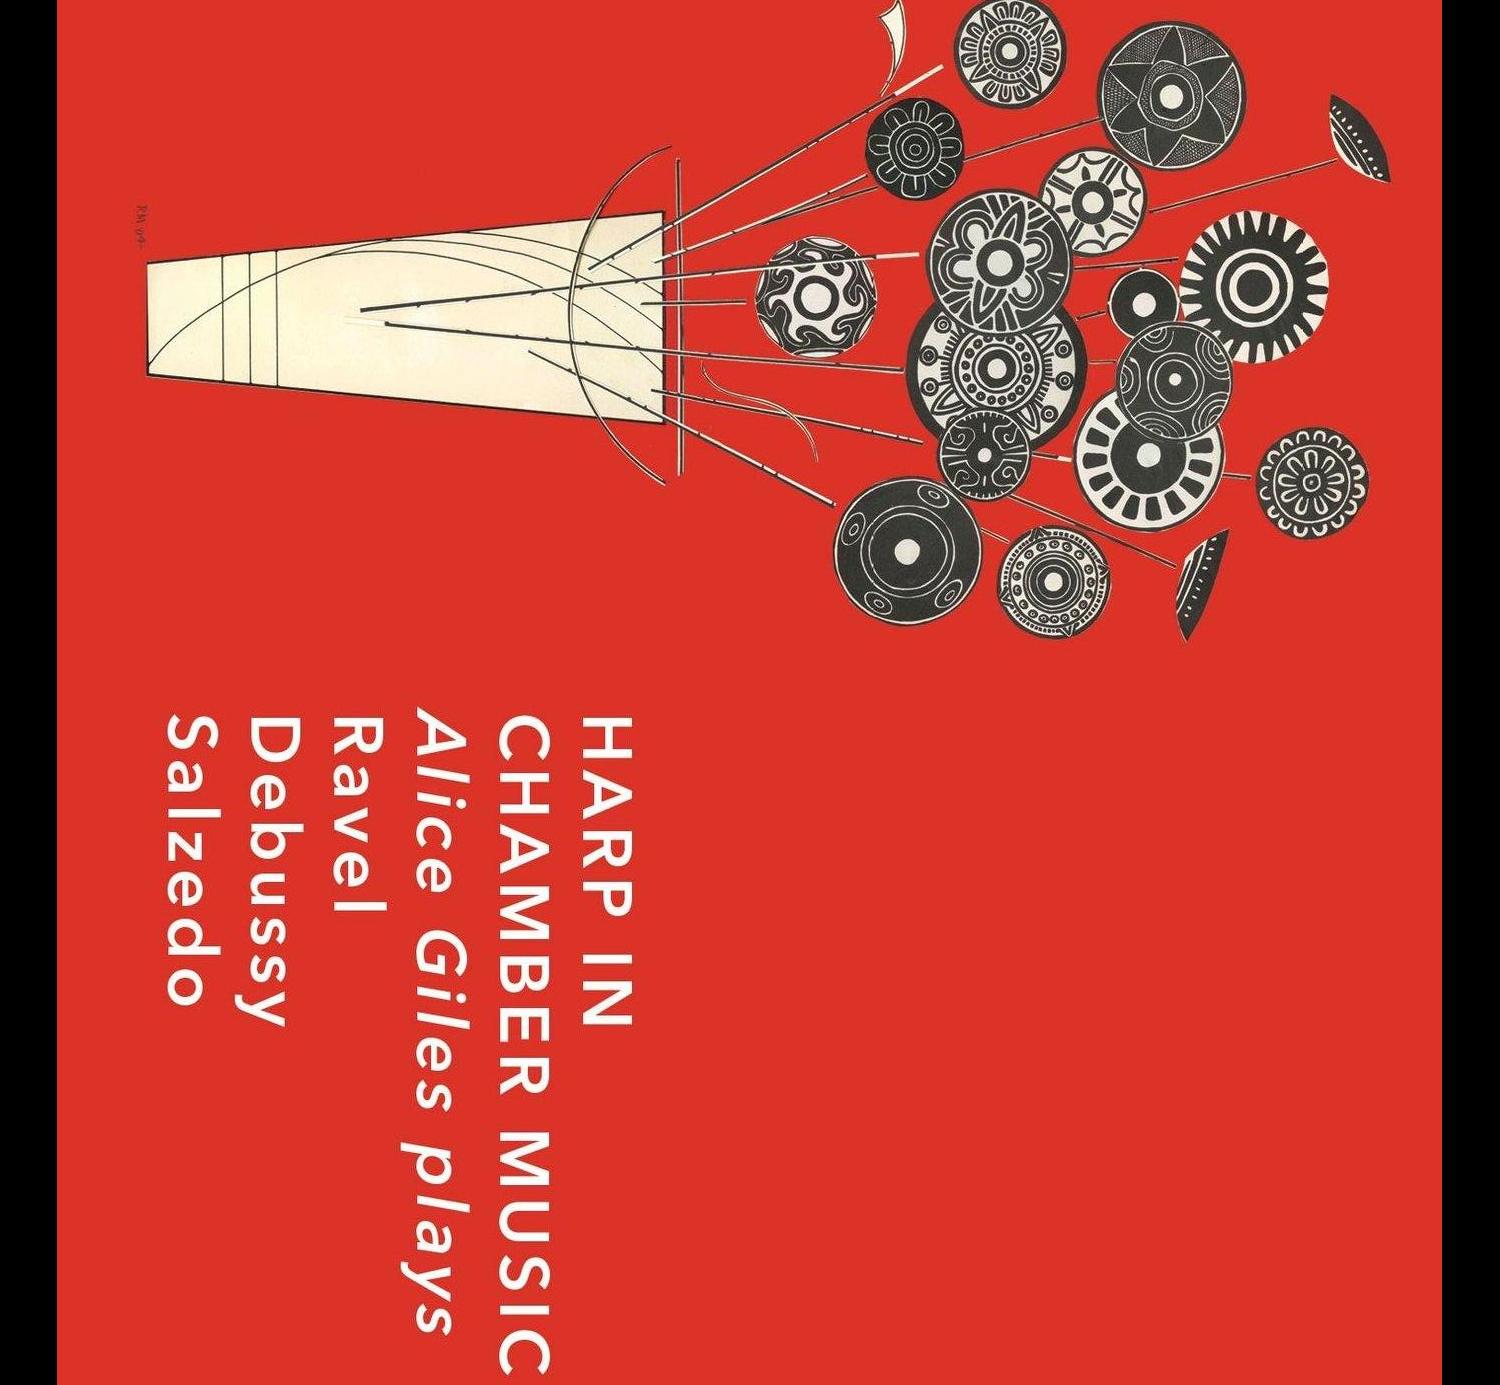 HARP IN
CHAMBER MUSIC
Alice Giles plays
Ravel
Debussy
Salzedo